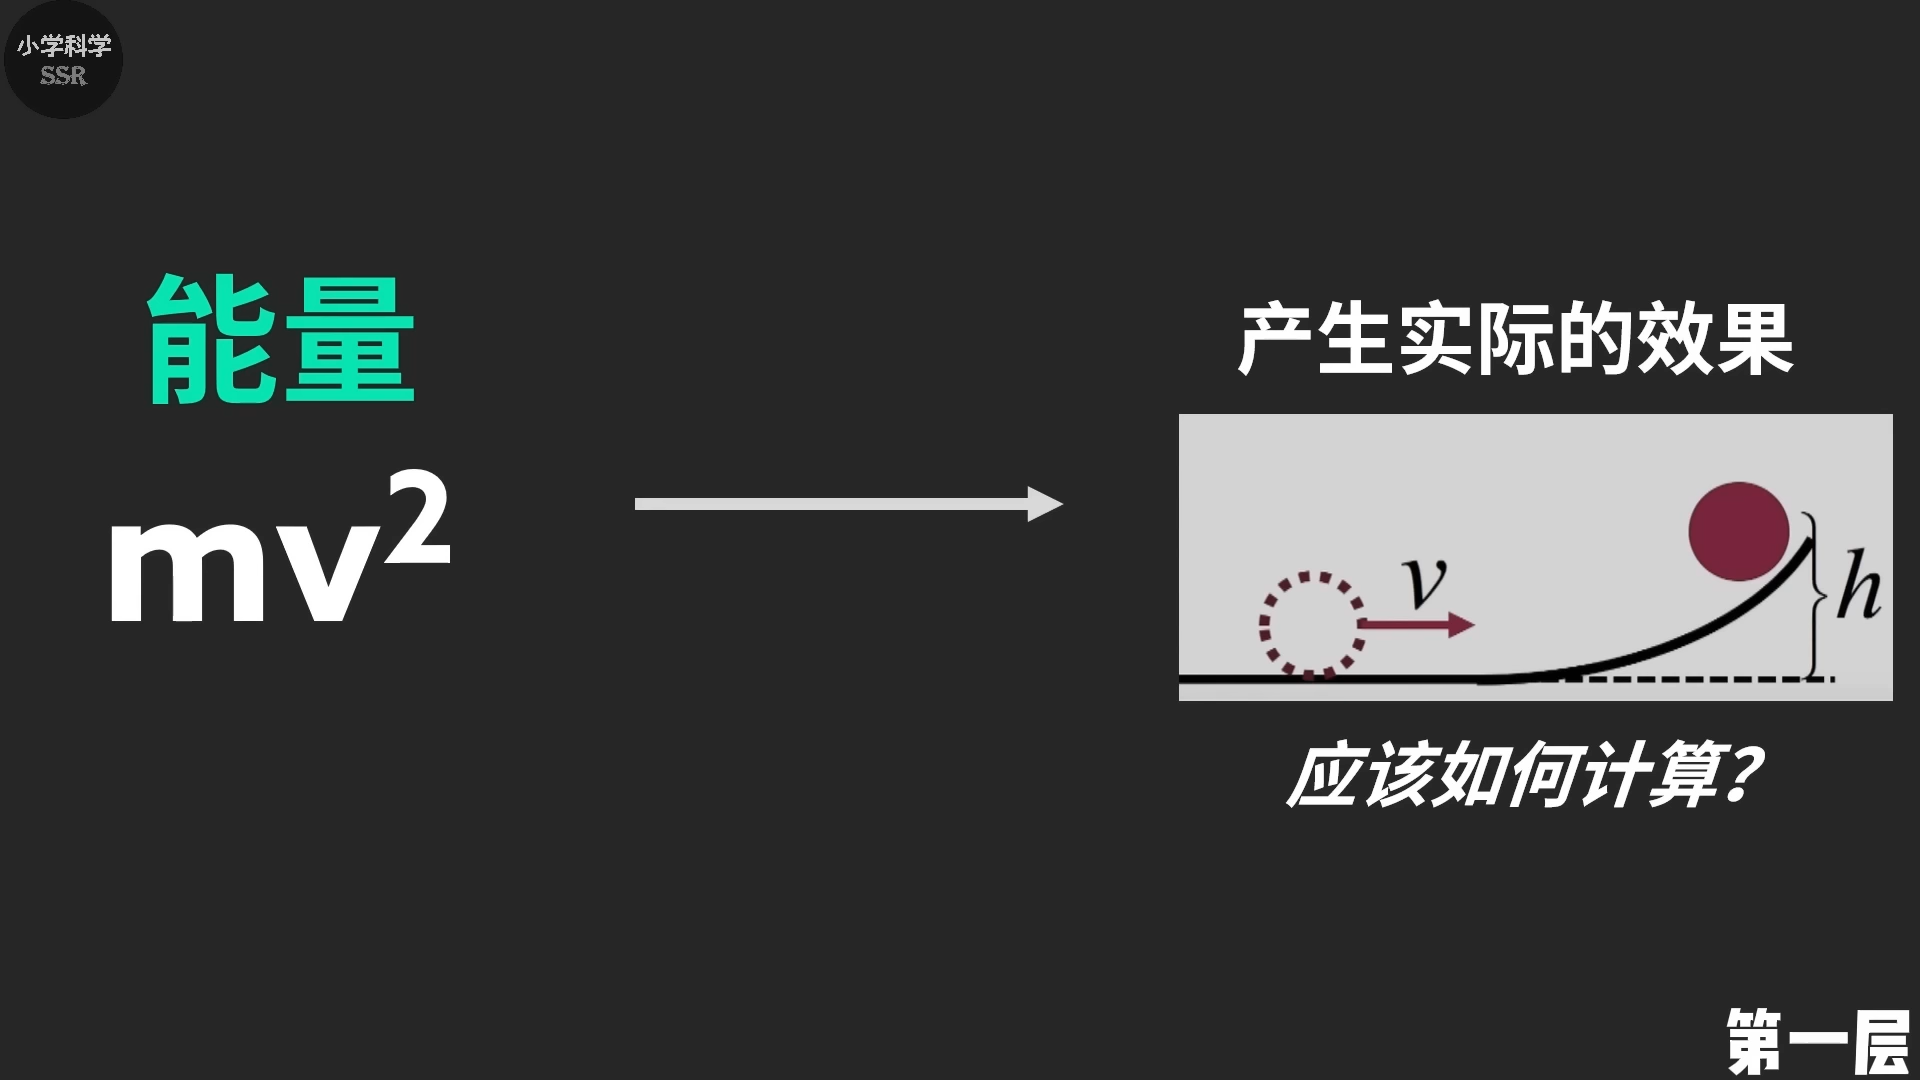 小学科学
SSR
能量
mv²
产生实际的效果
v
h
应该如何计算？
第一层